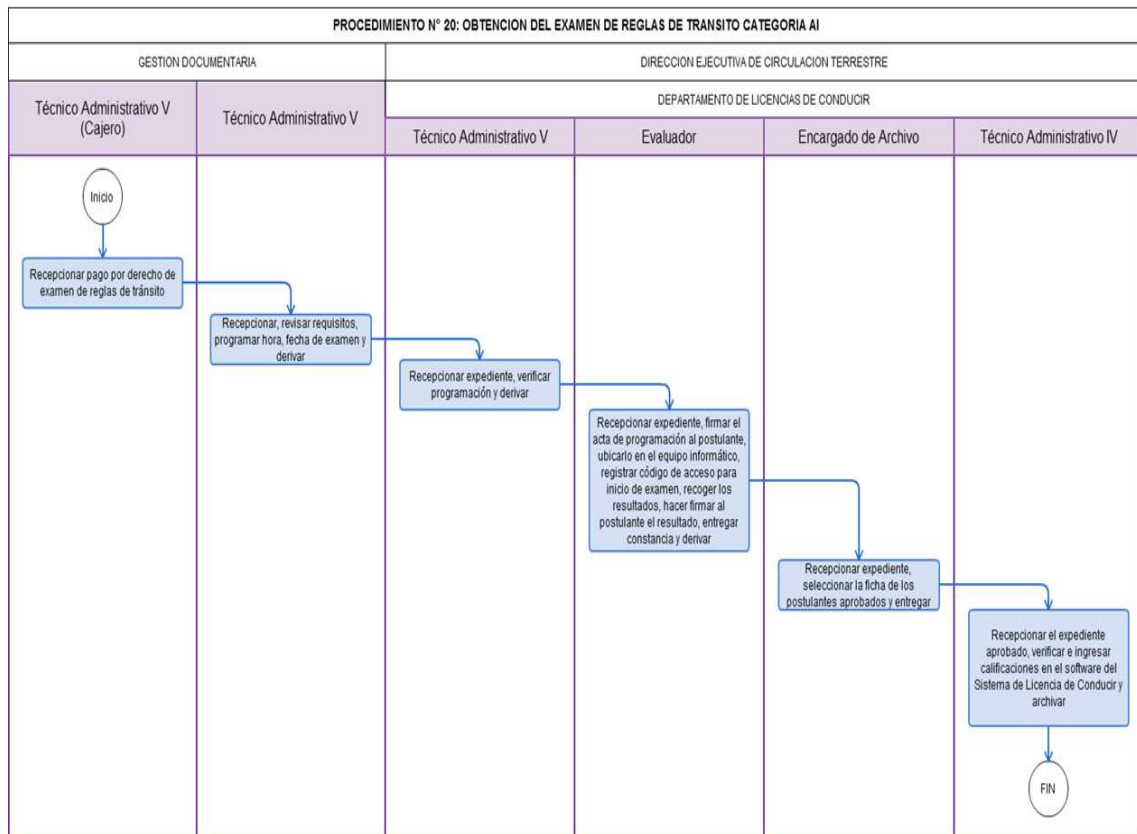 PROCEDIMIENTO N° 20: OBTENCION DEL EXAMEN DE REGLAS DE TRANSITO CATEGORIA AI
GESTION DOCUMENTARIA
DIRECCION EJECUTIVA DE CIRCULACION TERRESTRE
DEPARTAMENTO DE LICENCIAS DE CONDUCIR
Técnico Administrativo V
(Cajero)
Técnico Administrativo V
Técnico Administrativo V
Evaluador
Encargado de Archivo
Técnico Administrativo IV
Inicio
Recepcionar pago por derecho de
examen de reglas de tránsito
Recepcionar, revisar requisitos,
programar hora, fecha de examen y
derivar
Recepcionar expediente, verificar
programación y derivar
Recepcionar expediente, firmar el
acta de programación al postulante,
ubicarlo en el equipo informático,
registrar código de acceso para
inicio de examen, recoger los
resultados, hacer firmar al
postulante el resultado, entregar
constancia y derivar
Recepcionar expediente,
seleccionar la ficha de los
postulantes aprobados y entregar
Recepcionar el expediente
aprobado, verificar e ingresar
calificaciones en el software del
Sistema de Licencia de Conducir y
archivar
FIN